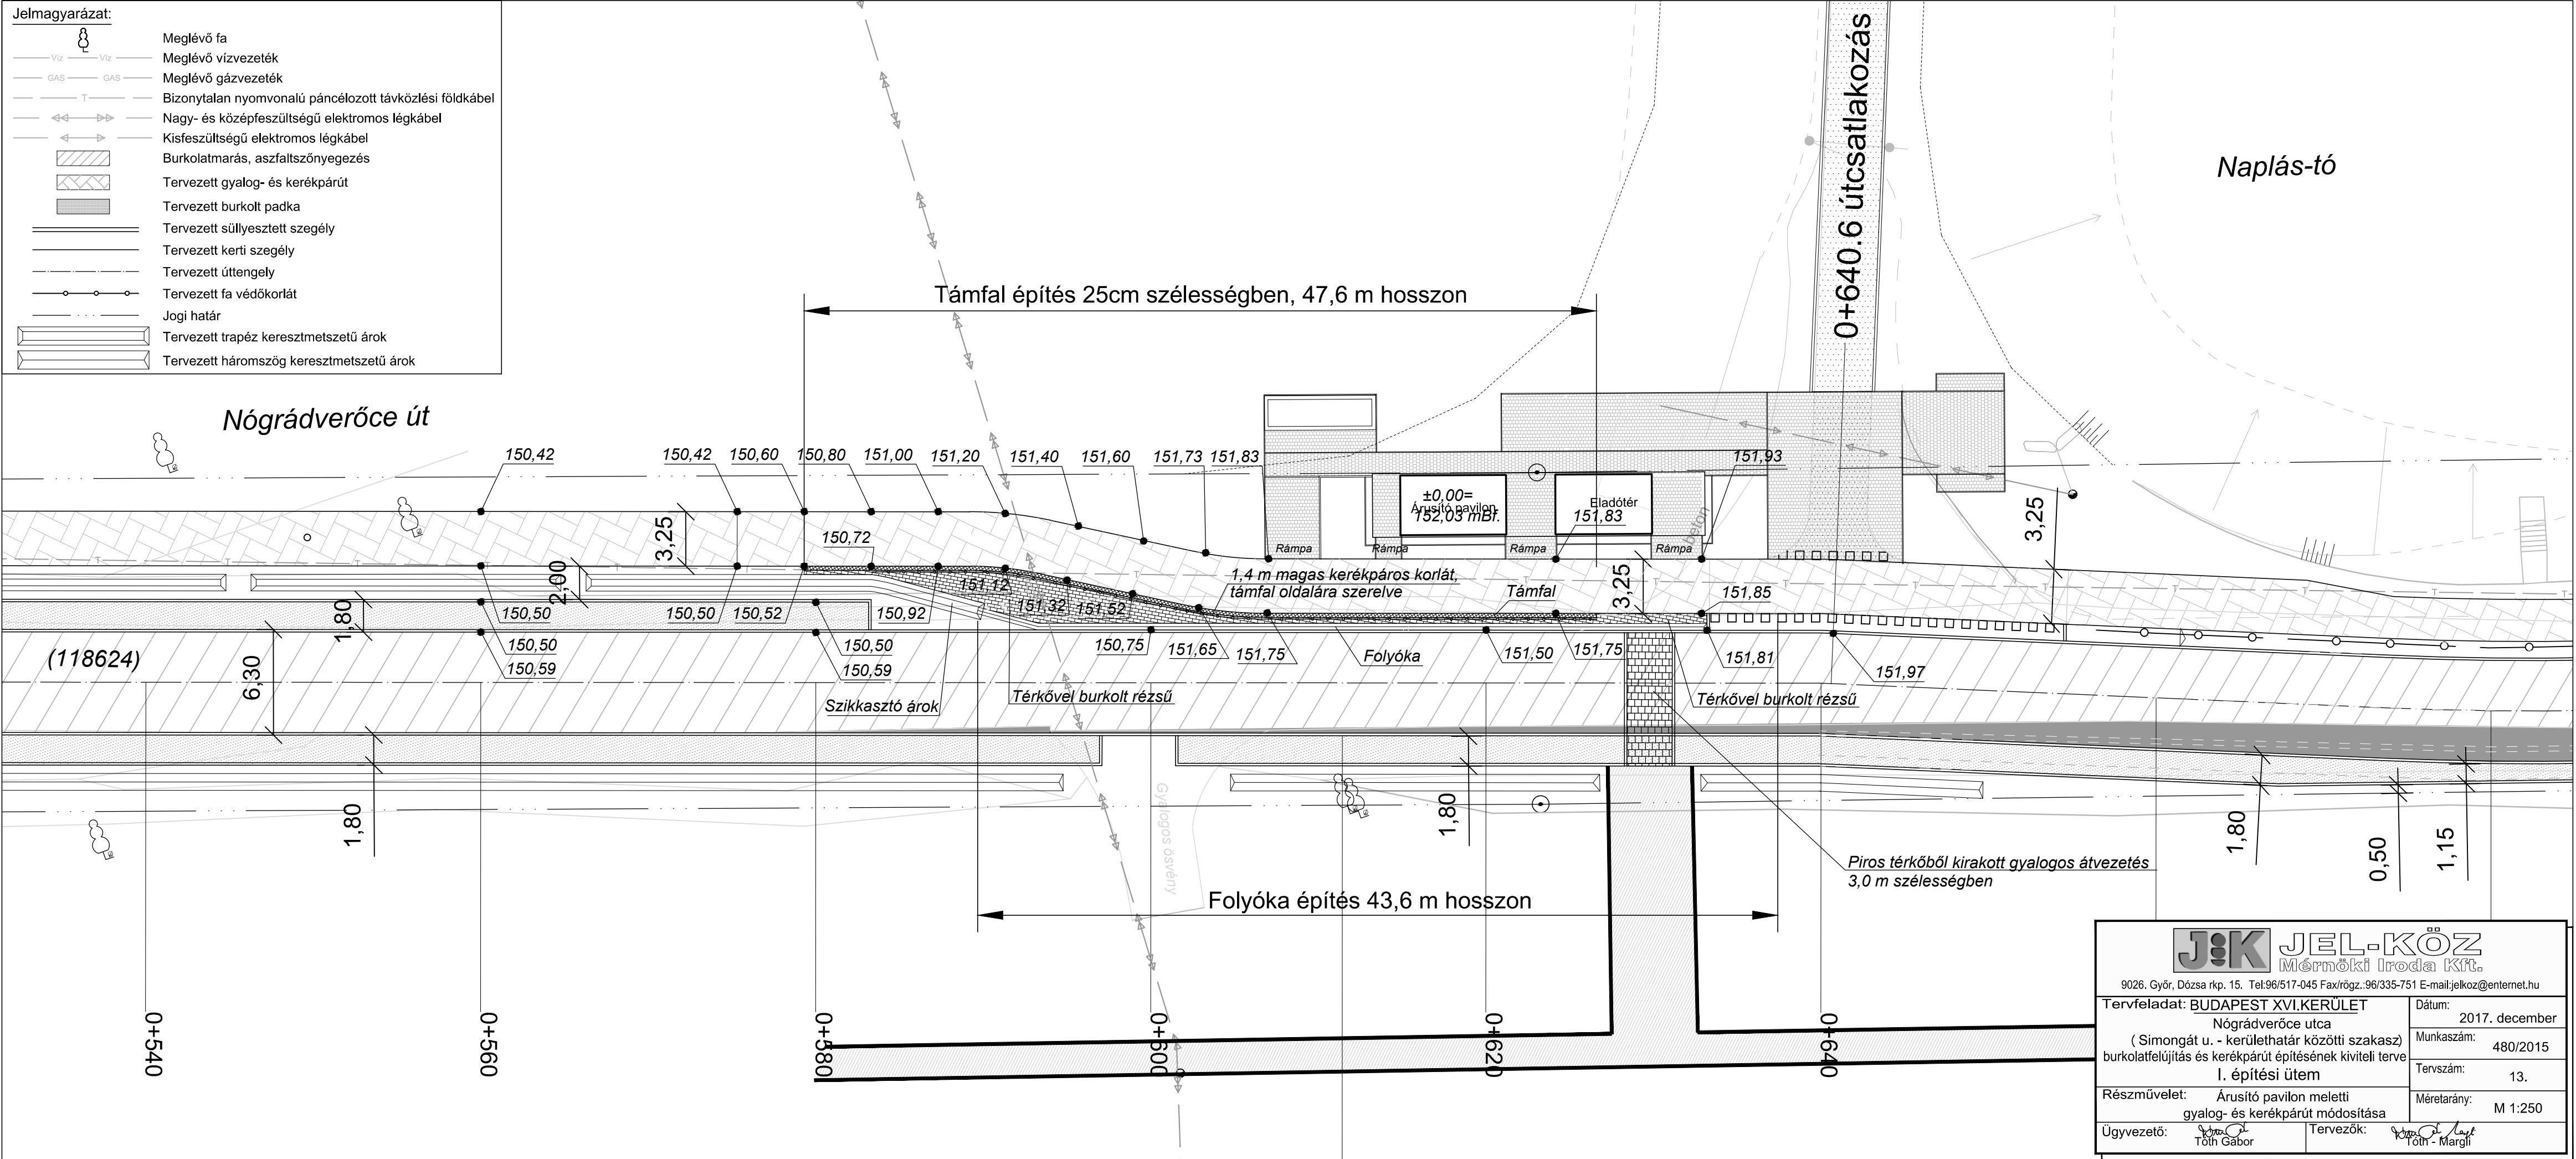 Jelmagyarázat:
Meglévő fa
Víz Víz Meglévő vízvezeték
GAS GAS Meglévő gázvezeték
T Bizonytalan nyomvonalú páncélozott távközlési földkábel
Nagy- és középfeszültségű elektromos légkábel
Kisfeszültségű elektromos légkábel
Burkolatmarás, aszfaltszőnyegezés
Tervezett gyalog- és kerékpárút
Tervezett burkolt padka
Tervezett süllyesztett szegély
Tervezett kerti szegély
Tervezett úttengely
Tervezett fa védőkorlát
Jogi határ
Tervezett trapéz keresztmetszetű árok
Tervezett háromszög keresztmetszetű árok
0+640.6 útcsatlakozás
Naplás-tó
Támfal építés 25cm szélességben, 47,6 m hosszon
Nógrádverőce út
150,42 150,42 150,60 150,80 151,00 151,20 151,40 151,60 151,73 151,83 151,93
±0,00=
Árusító pavilon
152,03 mBf.
Eladótér
151,83
beton
Rámpa Rámpa Rámpa Rámpa
3,25
150,72
3,25
3,25
2,00
1,80
151,12
151,32
151,52
1,4 m magas kerékpáros korlát,
támfal oldalára szerelve
Támfal
151,85
150,50 150,50 150,52 150,92
150,50 150,50 150,75 151,65 151,75 Folyóka 151,50 151,75 151,81
150,59 150,59 151,97
(118624)
6,30
Szikkasztó árok
Térkővel burkolt rézsű
Térkővel burkolt rézsű
1,80
1,80
1,80
0,50
1,15
Gyalogos ösvény
Piros térkőből kirakott gyalogos átvezetés
3,0 m szélességben
Folyóka építés 43,6 m hosszon
0+540
0+560
0+580
0+600
0+620
0+640
JK JEL-KÖZ
Mérnöki Iroda Kft.
9026. Győr, Dózsa rkp. 15. Tel:96/517-045 Fax/rögz.:96/335-751 E-mail:jelkoz@enternet.hu
Tervfeladat: BUDAPEST XVI.KERÜLET
Nógrádverőce utca
( Simongát u. - kerülethatár közötti szakasz)
burkolatfelújítás és kerékpárút építésének kiviteli terve
I. építési ütem
Dátum:
2017. december
Munkaszám:
480/2015
Tervszám:
13.
Részművelet: Árusító pavilon meletti
gyalog- és kerékpárút módosítása
Méretarány:
M 1:250
Ügyvezető:
Tóth Gábor
Tervezők:
Tóth - Margli